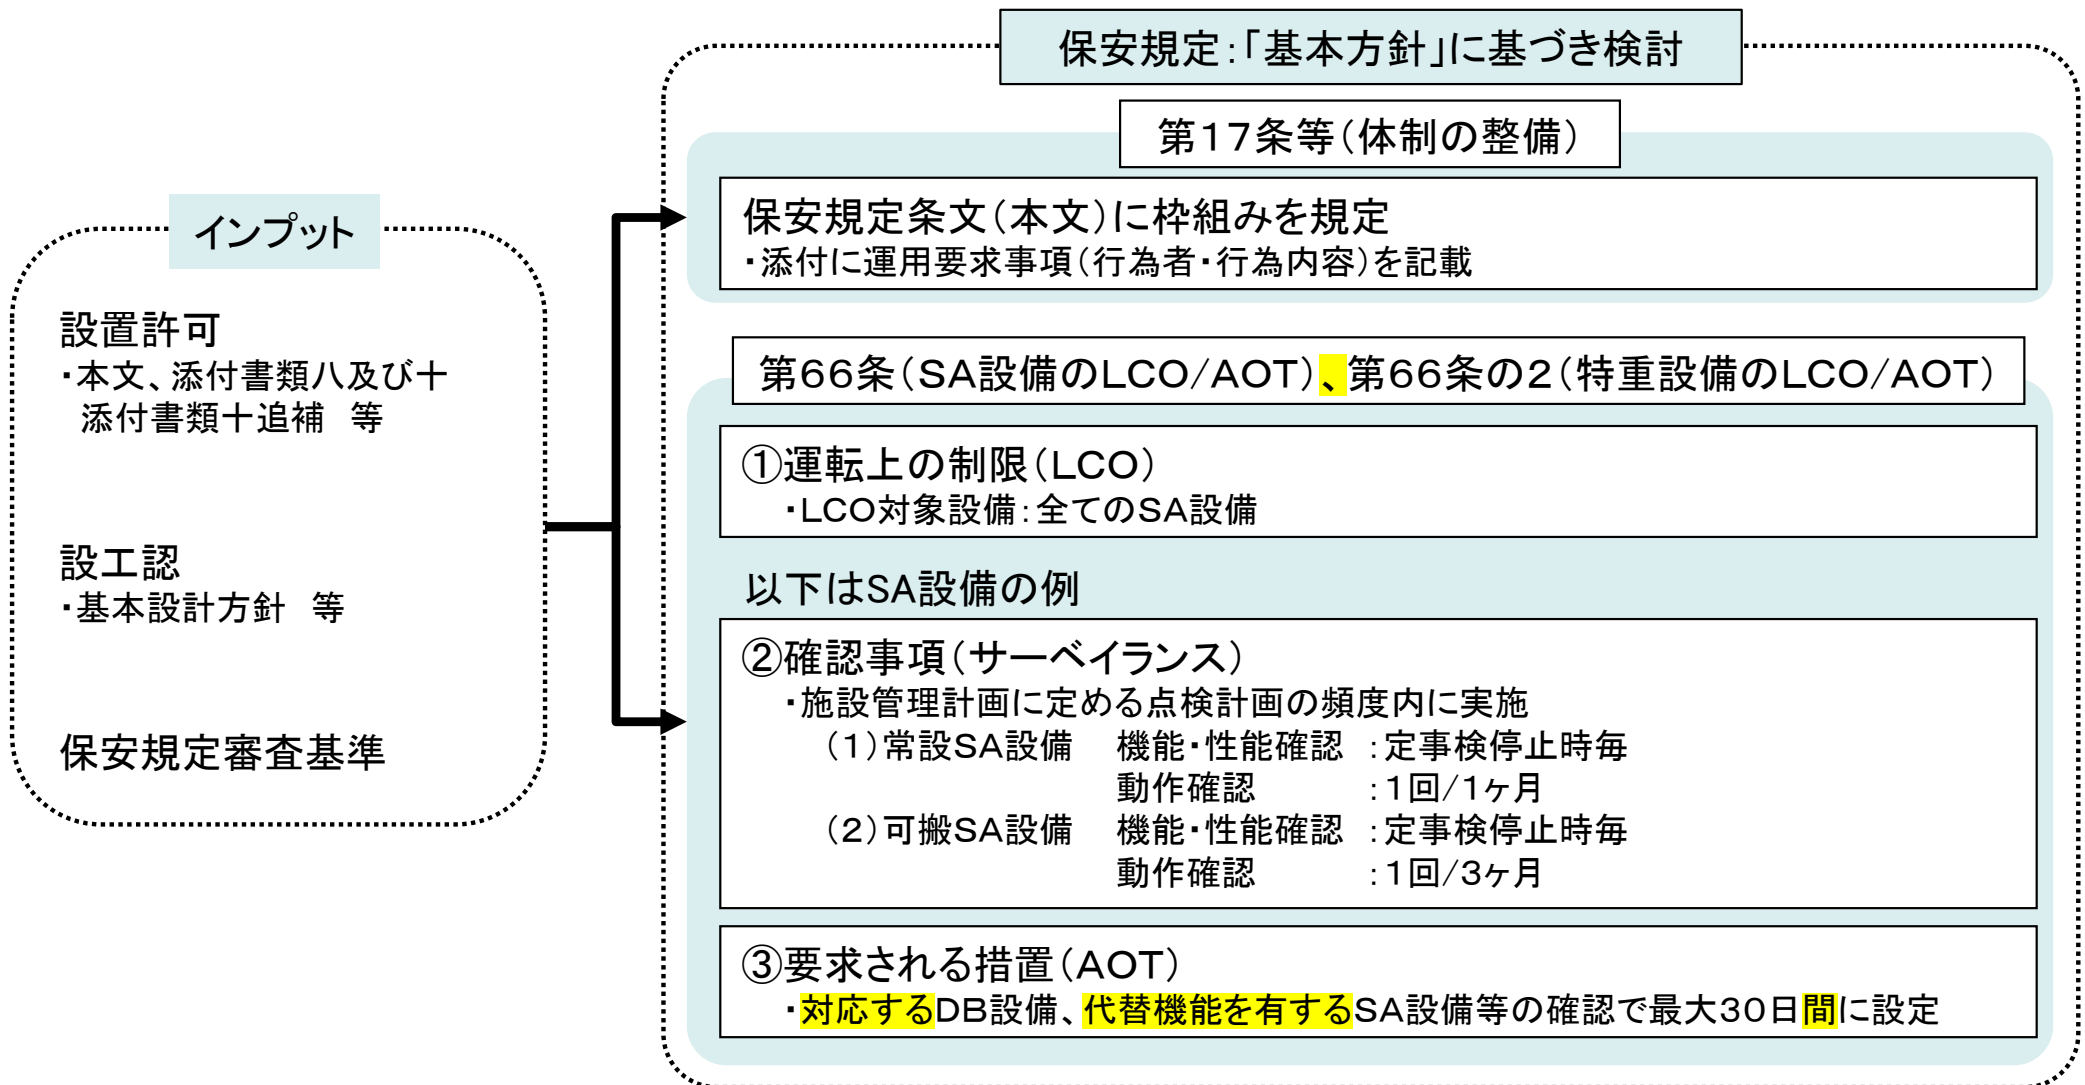 インプット
設置許可
・本文、添付書類八及び十
添付書類十追補　等
設工認
・基本設計方針　等
保安規定審査基準
保安規定：「基本方針」に基づき検討
第１７条等（体制の整備）
保安規定条文（本文）に枠組みを規定
・添付に運用要求事項（行為者・行為内容）を記載
第６６条（ＳＡ設備のＬＣＯ/ＡＯＴ）、第６６条の２（特重設備のＬＣＯ/ＡＯＴ）
①運転上の制限（ＬＣＯ）
・ＬＣＯ対象設備：全てのＳＡ設備
以下はSA設備の例
②確認事項（サーベイランス）
・施設管理計画に定める点検計画の頻度内に実施
（１）常設ＳＡ設備　機能・性能確認　：定事検停止時毎
動作確認　：１回/１ヶ月
（２）可搬ＳＡ設備　機能・性能確認　：定事検停止時毎
動作確認　：１回/３ヶ月
③要求される措置（ＡＯＴ）
・対応するＤＢ設備、代替機能を有するＳＡ設備等の確認で最大３０日間に設定